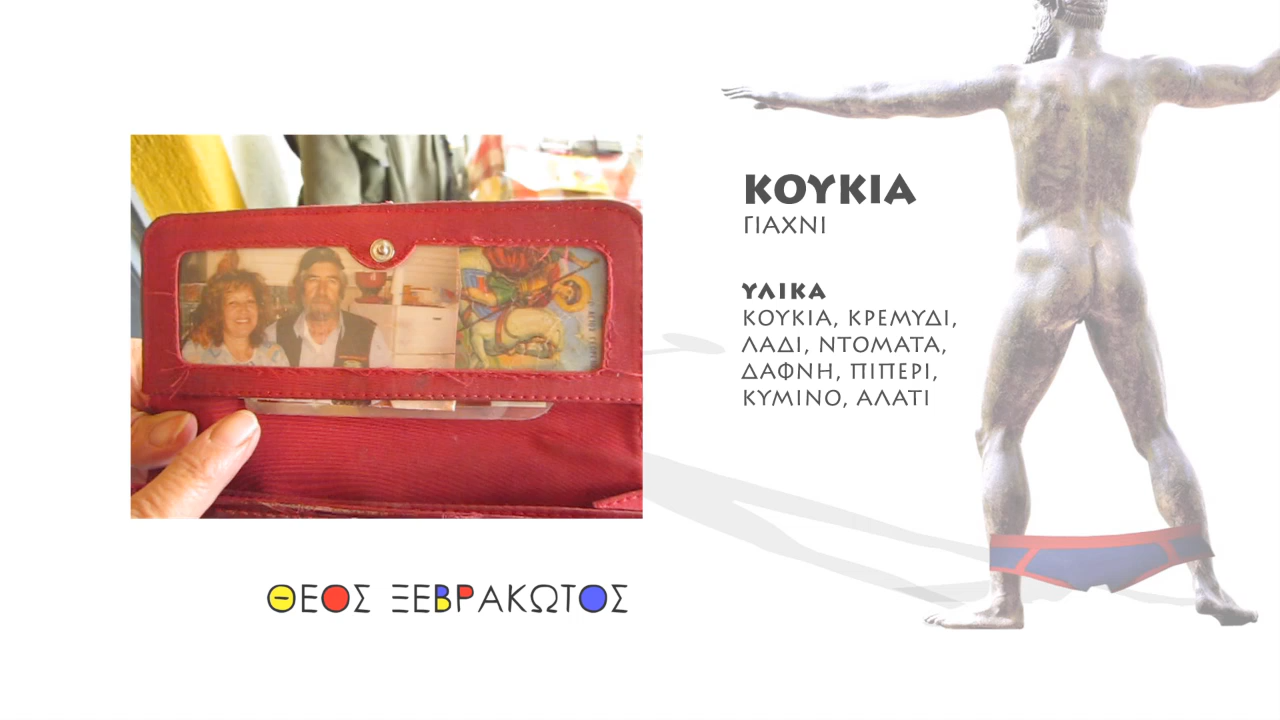 ΚΟΥΚΙΑ
ΓΙΑΧΝΙ
ΥΛΙΚΑ
ΚΟΥΚΙΑ, ΚΡΕΜΥΔΙ,
ΛΑΔΙ, ΝΤΟΜΑΤΑ,
ΔΑΦΝΗ, ΠΙΠΕΡΙ,
ΚΥΜΙΝΟ, ΑΛΑΤΙ
ΘΕΟΣ ΞΕΒΡΑΚΩΤΟΣ